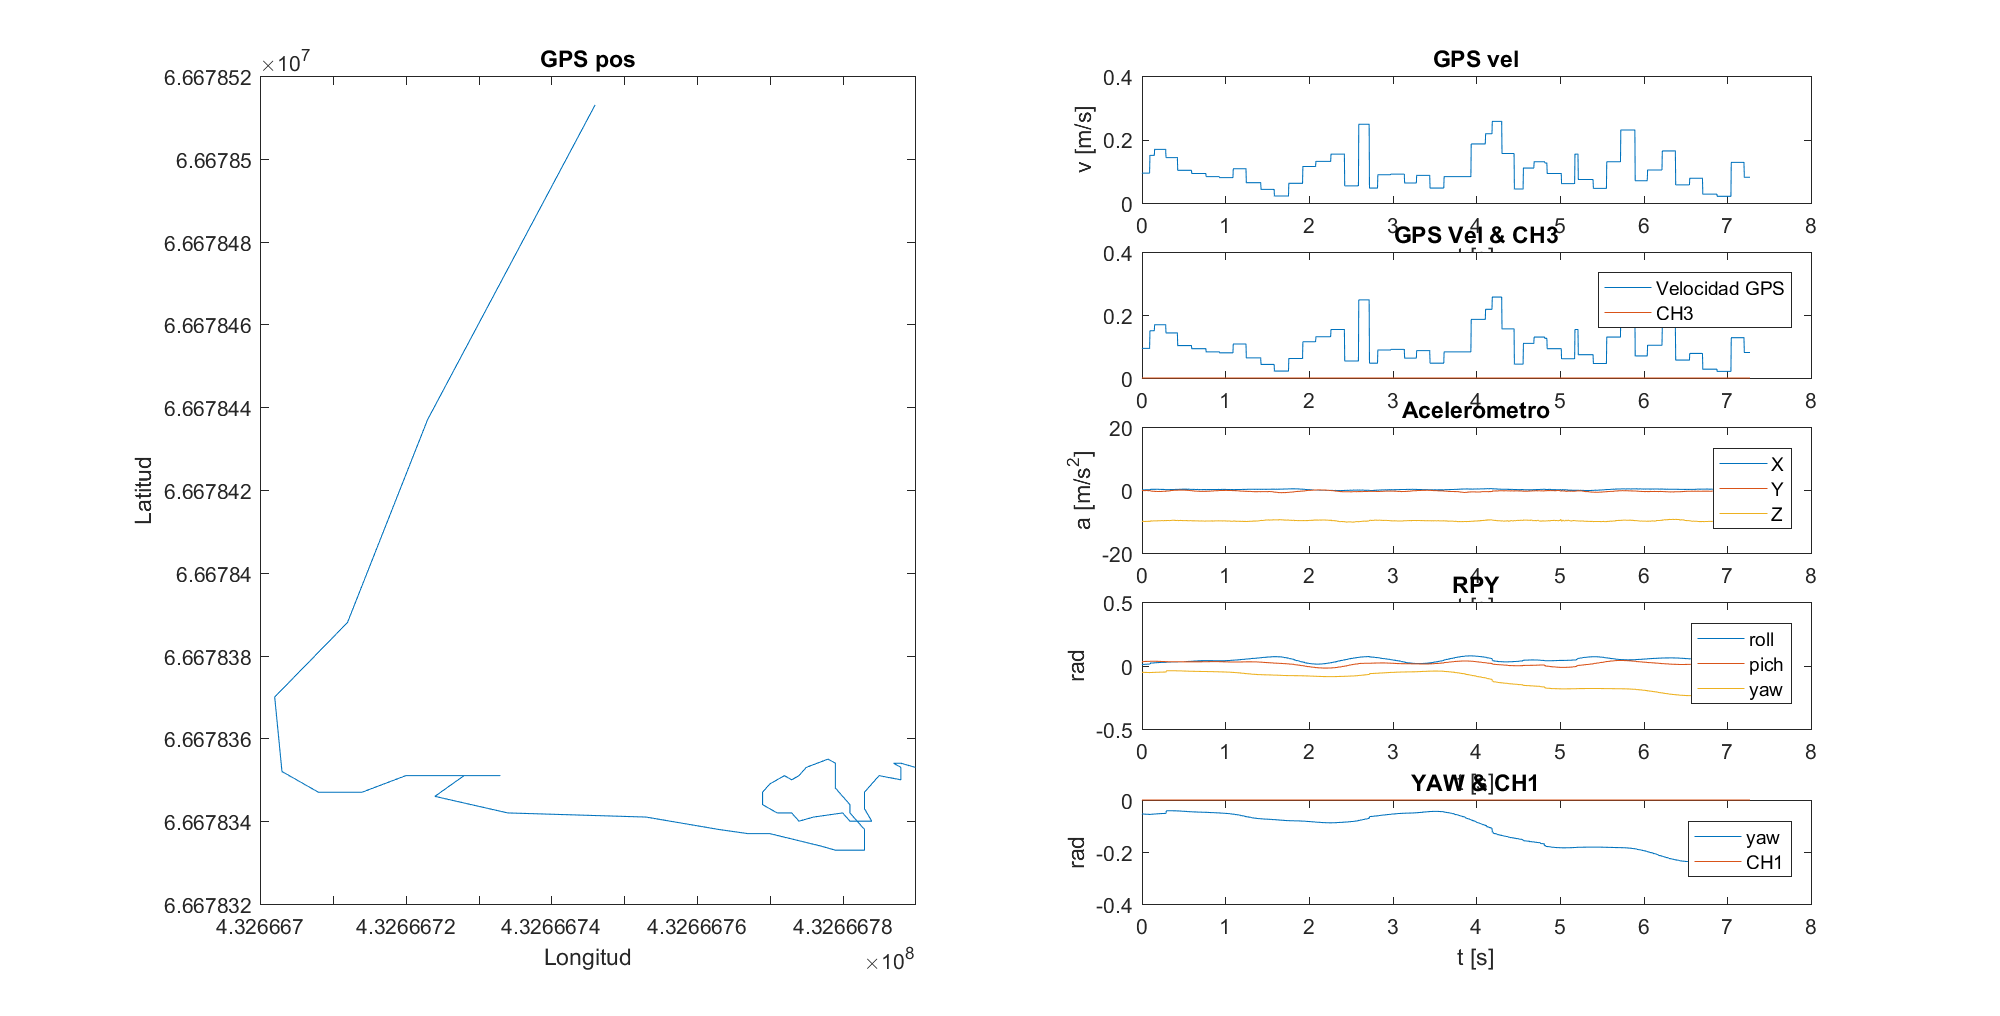 GPS pos
×10^7
6.667852
6.66785
6.667848
6.667846
6.667844
6.667842
6.66784
6.667838
6.667836
6.667834
6.667832
Latitud
4.3266667 4.32666672 4.32666674 4.32666676 4.32666678
Longitud
×10^8
GPS vel
0.4
0.2
0
v [m/s]
0 1 2 3 4 5 6 7 8
t [s]
GPS Vel & CH3
0.4
0.2
0
Velocidad GPS
CH3
0 1 2 3 4 5 6 7 8
Acelerometro
20
0
-20
a [m/s^2]
X
Y
Z
0 1 2 3 4 5 6 7 8
t [s]
RPY
0.5
0
-0.5
rad
roll
pich
yaw
0 1 2 3 4 5 6 7 8
t [s]
YAW & CH1
0
-0.2
-0.4
rad
yaw
CH1
0 1 2 3 4 5 6 7 8
t [s]